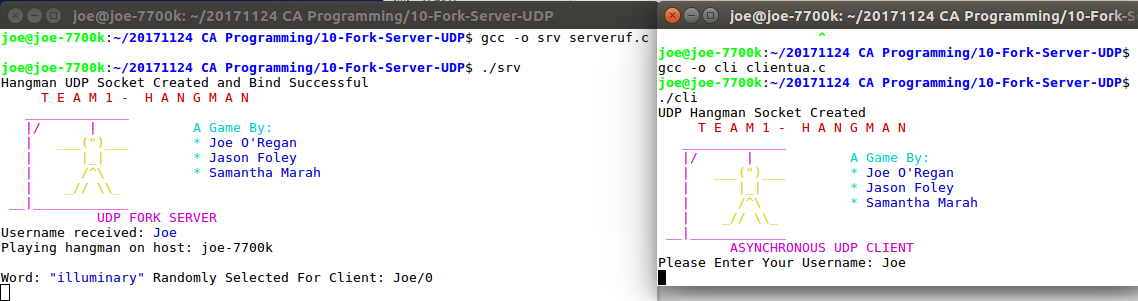 joe@joe-7700k: ~/20171124 CA Programming/10-Fork-Server-UDP
joe@joe-7700k:~/20171124 CA Programming/10-Fork-Server-UDP$ gcc -o srv serveruf.c
joe@joe-7700k:~/20171124 CA Programming/10-Fork-Server-UDP$ ./srv
Hangman UDP Socket Created and Bind Successful
T E A M 1 - H A N G M A N
A Game By:
* Joe O'Regan
* Jason Foley
* Samantha Marah
UDP FORK SERVER
Username received: Joe
Playing hangman on host: joe-7700k
Word: "illuminary" Randomly Selected For Client: Joe/0
joe@joe-7700k: ~/20171124 CA Programming/10-Fork-S
^
joe@joe-7700k:~/20171124 CA Programming/10-Fork-Server-UDP$
gcc -o cli clientua.c
joe@joe-7700k:~/20171124 CA Programming/10-Fork-Server-UDP$
./cli
UDP Hangman Socket Created
T E A M 1 - H A N G M A N
A Game By:
* Joe O'Regan
* Jason Foley
* Samantha Marah
ASYNCHRONOUS UDP CLIENT
Please Enter Your Username: Joe